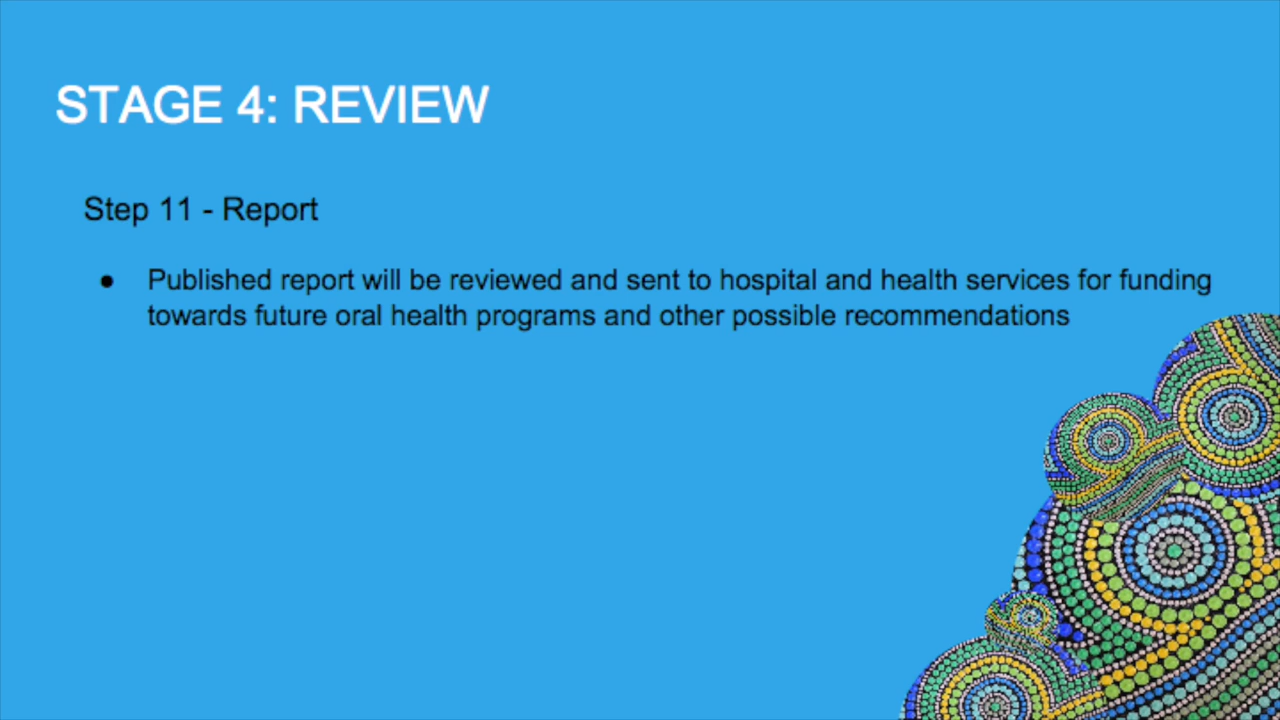 STAGE 4: REVIEW
Step 11 - Report
● Published report will be reviewed and sent to hospital and health services for funding
towards future oral health programs and other possible recommendations